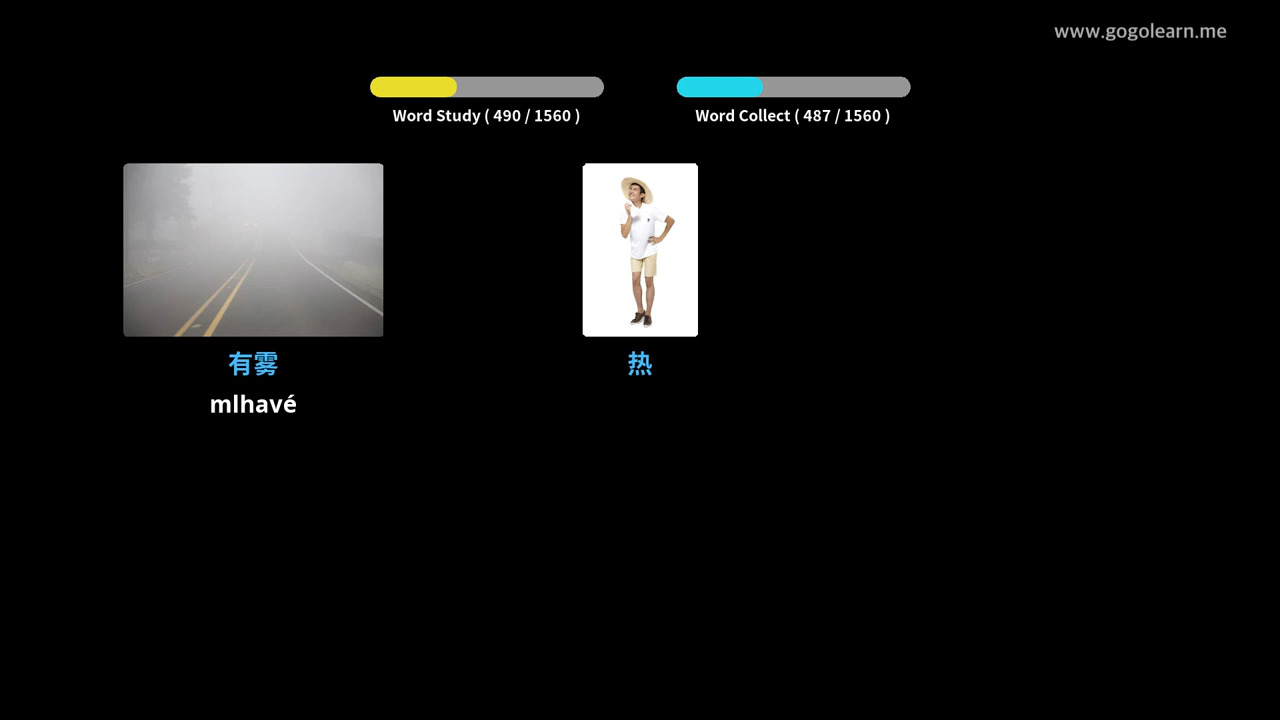 www.gogolearn.me
Word Study ( 490 / 1560 )
Word Collect ( 487 / 1560 )
有雾
热
mlhavé